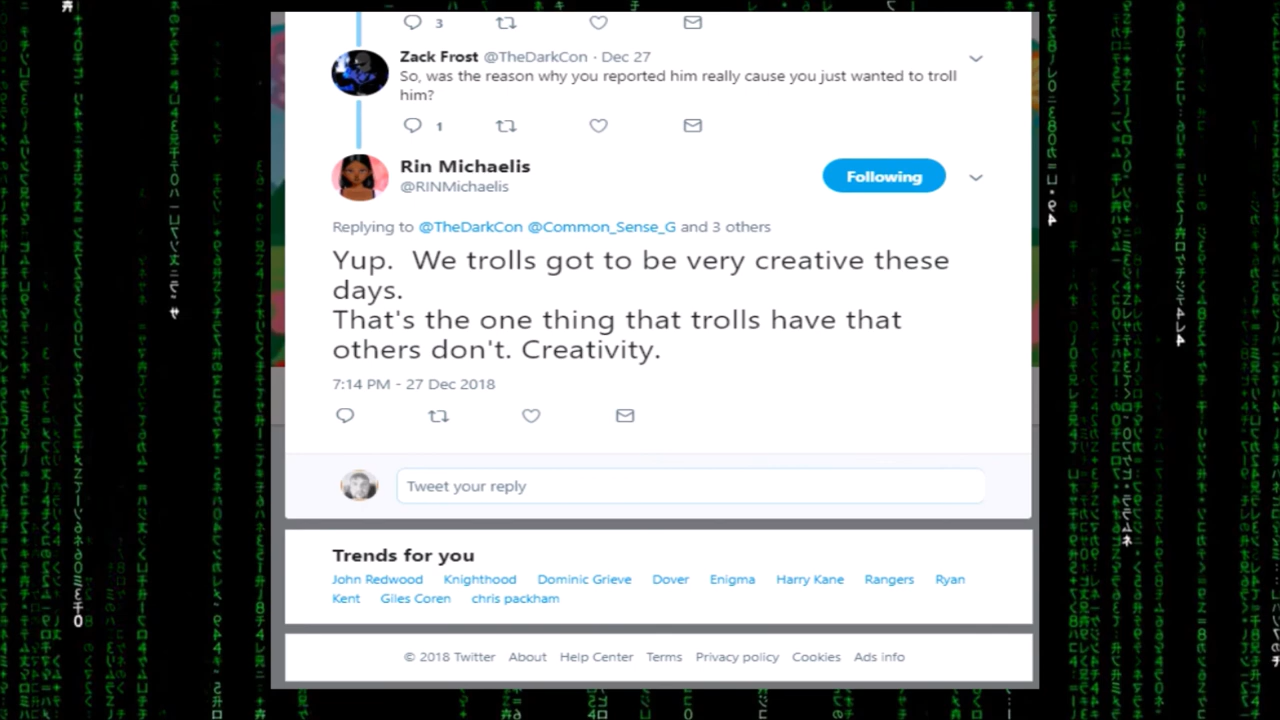 3
Zack Frost @TheDarkCon · Dec 27
So, was the reason why you reported him really cause you just wanted to troll
him?
1
Rin Michaelis
@RINMichaelis
Following
Replying to @TheDarkCon @Common_Sense_G and 3 others
Yup. We trolls got to be very creative these
days.
That's the one thing that trolls have that
others don't. Creativity.
7:14 PM - 27 Dec 2018
Tweet your reply
Trends for you
John Redwood Knighthood Dominic Grieve Dover Enigma Harry Kane Rangers Ryan
Kent Giles Coren chris packham
© 2018 Twitter About Help Center Terms Privacy policy Cookies Ads info